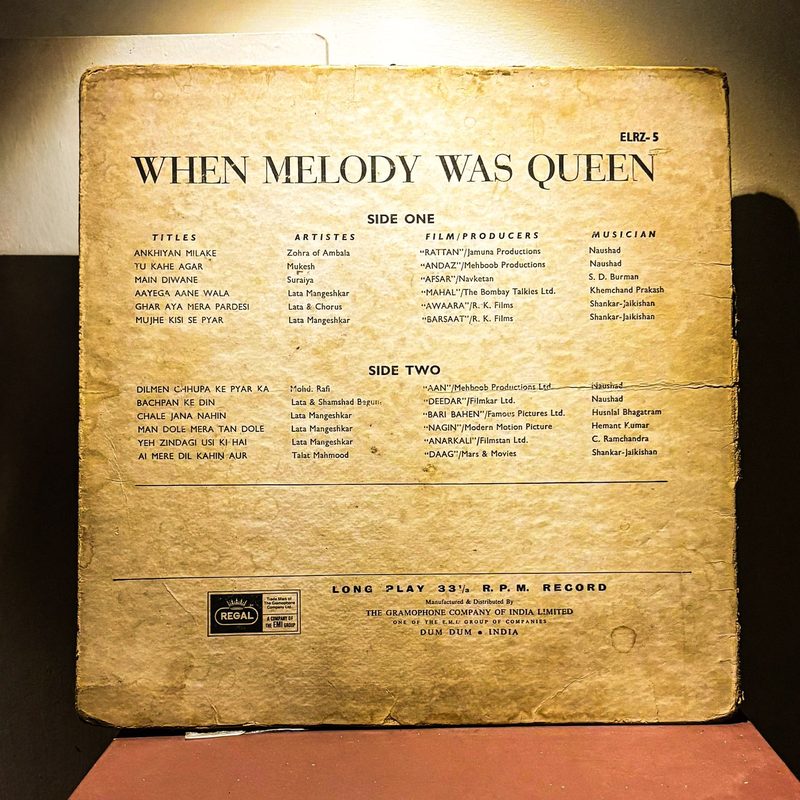 ELRZ-5
WHEN MELODY WAS QUEEN
SIDE ONE
TITLES ARTISTES FILM/PRODUCERS MUSICIAN
ANKHIYAN MILAKE Zohra of Ambala "RATTAN"/Jamuna Productions Naushad
TU KAHE AGAR Mukesh "ANDAZ"/Mehboob Productions Naushad
MAIN DIWANE Suraiya "AFSAR"/Navketan S. D. Burman
AAYEGA AANE WALA Lata Mangeshkar "MAHAL"/The Bombay Talkies Ltd. Khemchand Prakash
GHAR AYA MERA PARDESI Lata & Chorus "AWAARA"/R. K. Films Shankar-Jaikishan
MUJHE KISI SE PYAR Lata Mangeshkar "BARSAAT"/R. K. Films Shankar-Jaikishan
SIDE TWO
DILMEN CHHUPA KE PYAR KA Mohd. Rafi "AAN"/Mehboob Productions Ltd. Naushad
BACHPAN KE DIN Lata & Shamshad Begum "DEEDAR"/Filmkar Ltd. Naushad
CHALE JANA NAHIN Lata Mangeshkar "BARI BAHEN"/Famous Pictures Ltd. Husnlal Bhagatram
MAN DOLE MERA TAN DOLE Lata Mangeshkar "NAGIN"/Modern Motion Picture Hemant Kumar
YEH ZINDAGI USI KI HAI Lata Mangeshkar "ANARKALI"/Filmstan Ltd. C. Ramchandra
AI MERE DIL KAHIN AUR Talat Mahmood "DAAG"/Mars & Movies Shankar-Jaikishan
LONG PLAY 33⅓ R.P.M. RECORD
Manufactured & Distributed By
THE GRAMOPHONE COMPANY OF INDIA LIMITED
ONE OF THE E.M.I. GROUP OF COMPANIES
DUM DUM • INDIA
REGAL
Trade Mark of
The Gramophone
Company Ltd.
A COMPANY OF
THE EMI GROUP